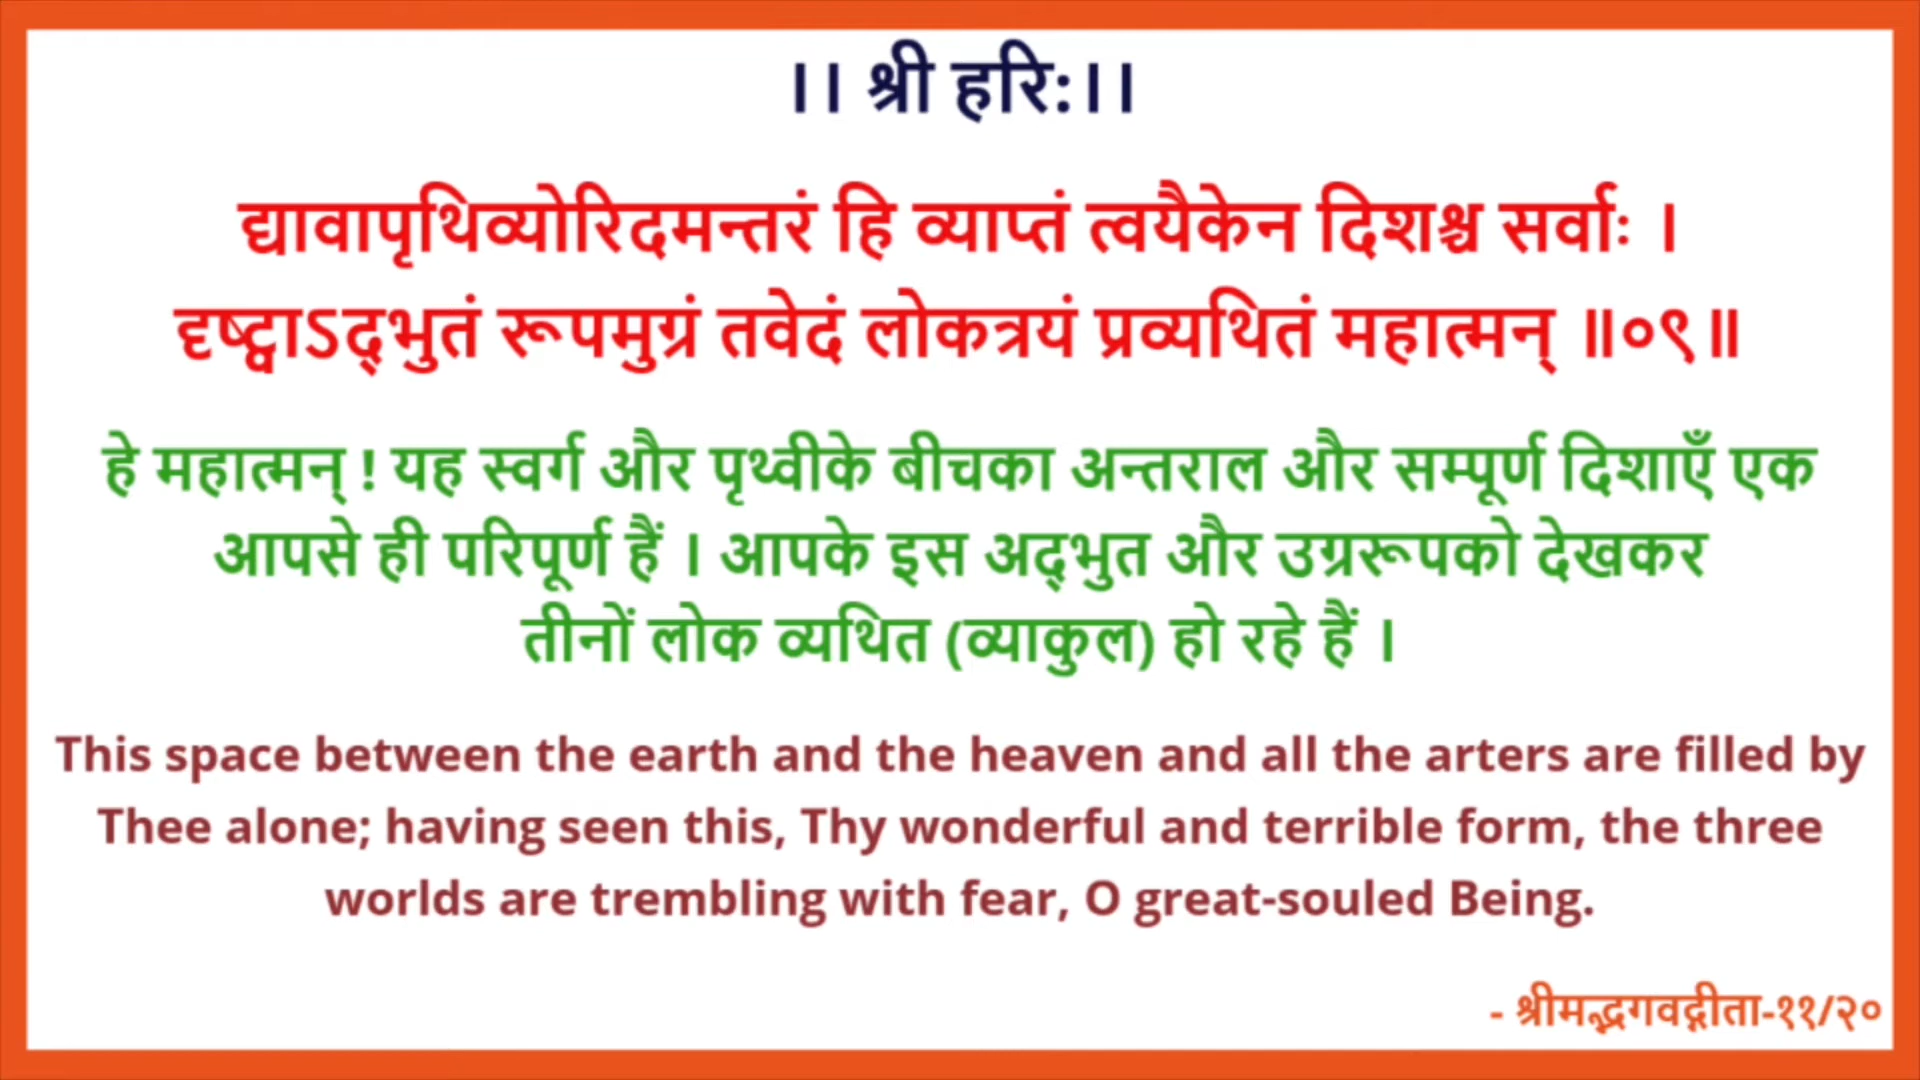 ।। श्री हरि:।।
द्यावापृथिव्योरिदमन्तरं हि व्याप्तं त्वयैकेन दिशश्च सर्वाः ।
दृष्ट्वाऽद्भुतं रूपमुग्रं तवेदं लोकत्रयं प्रव्यथितं महात्मन् ॥०९॥
हे महात्मन् ! यह स्वर्ग और पृथ्वीके बीचका अन्तराल और सम्पूर्ण दिशाएँ एक
आपसे ही परिपूर्ण हैं । आपके इस अद्भुत और उग्ररूपको देखकर
तीनों लोक व्यथित (व्याकुल) हो रहे हैं ।
This space between the earth and the heaven and all the arters are filled by
Thee alone; having seen this, Thy wonderful and terrible form, the three
worlds are trembling with fear, O great-souled Being.
- श्रीमद्भगवद्गीता-११/२०